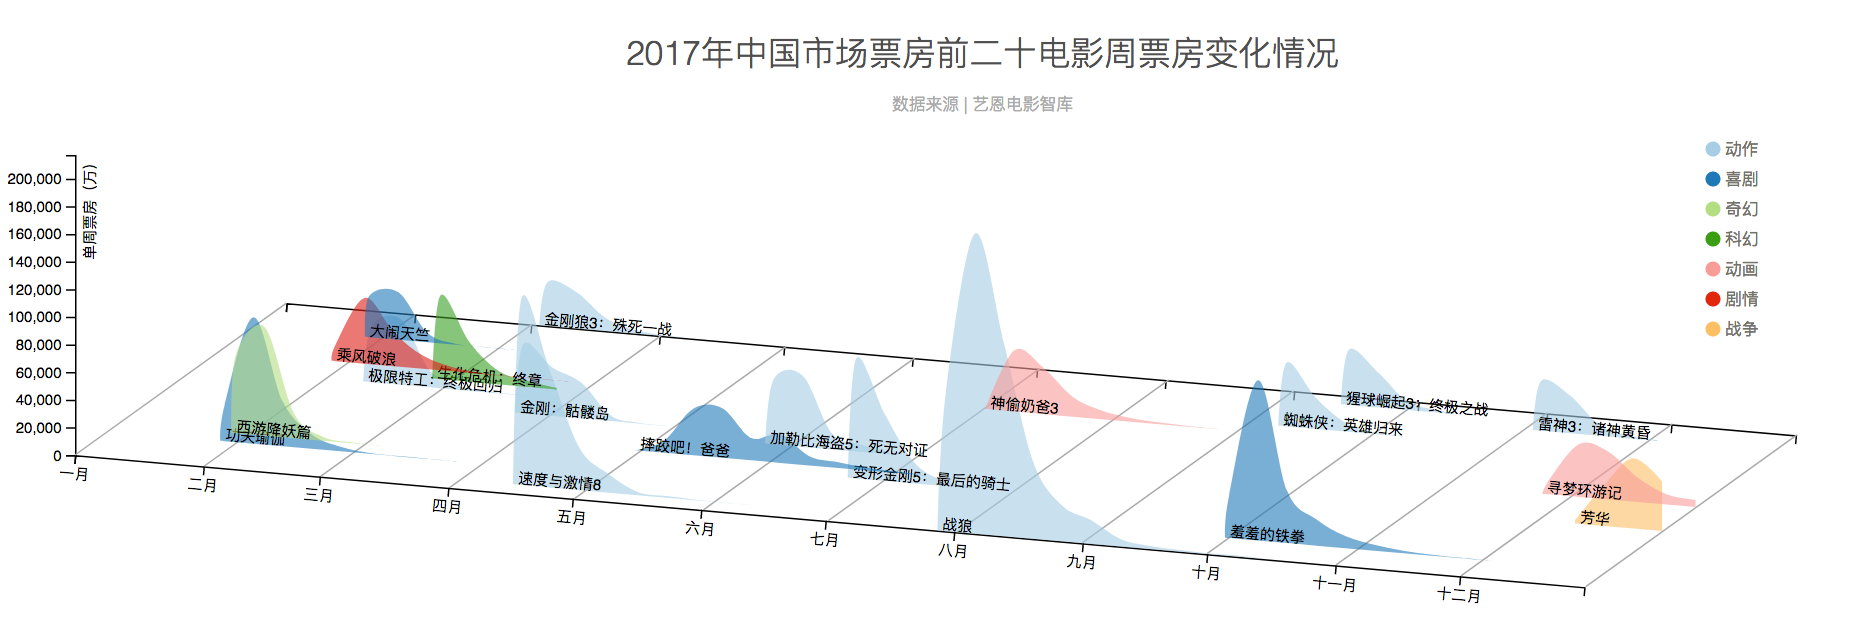 2017年中国市场票房前二十电影周票房变化情况
数据来源 | 艺恩电影智库
动作
喜剧
奇幻
科幻
动画
剧情
战争
单周票房（万）
200,000
180,000
160,000
140,000
120,000
100,000
80,000
60,000
40,000
20,000
0
金刚狼3：殊死一战
大闹天竺
乘风破浪
极限特工：终极回归
生化危机：终章
金刚：骷髅岛
西游降妖篇
功夫瑜伽
速度与激情8
摔跤吧！爸爸
加勒比海盗5：死无对证
变形金刚5：最后的骑士
战狼
神偷奶爸3
猩球崛起3：终极之战
蜘蛛侠：英雄归来
羞羞的铁拳
雷神3：诸神黄昏
寻梦环游记
芳华
一月
二月
三月
四月
五月
六月
七月
八月
九月
十月
十一月
十二月